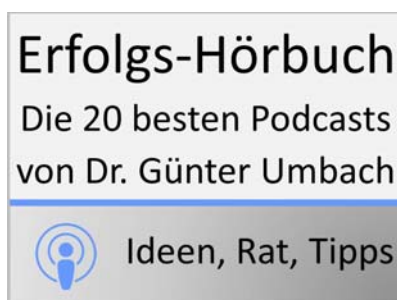 Erfolgs-Hörbuch
Die 20 besten Podcasts
von Dr. Günter Umbach
Ideen, Rat, Tipps